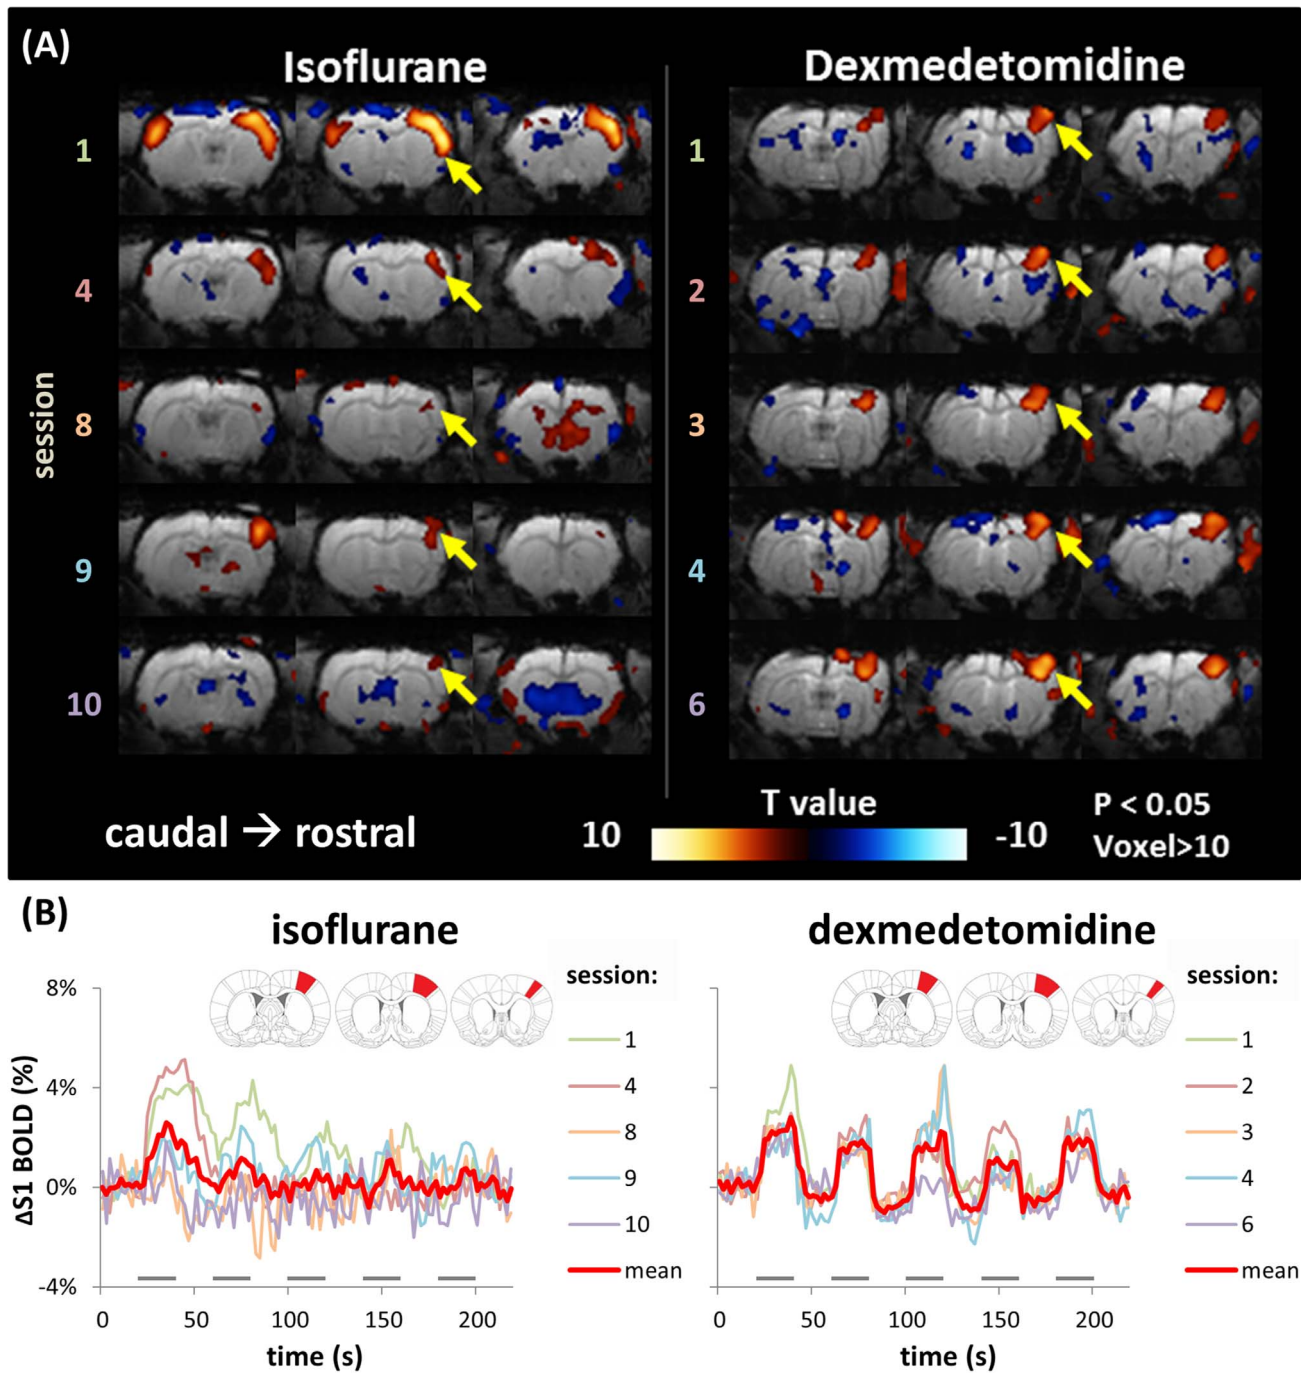 (A)
Isoflurane
Dexmedetomidine
session
1
4
8
9
10
1
2
3
4
6
caudal → rostral
T value
10
-10
P < 0.05
Voxel>10
(B)
isoflurane
ΔS1 BOLD (%)
8%
4%
0%
-4%
0
50
100
150
200
time (s)
session:
1
4
8
9
10
mean
dexmedetomidine
0
50
100
150
200
time (s)
session:
1
2
3
4
6
mean